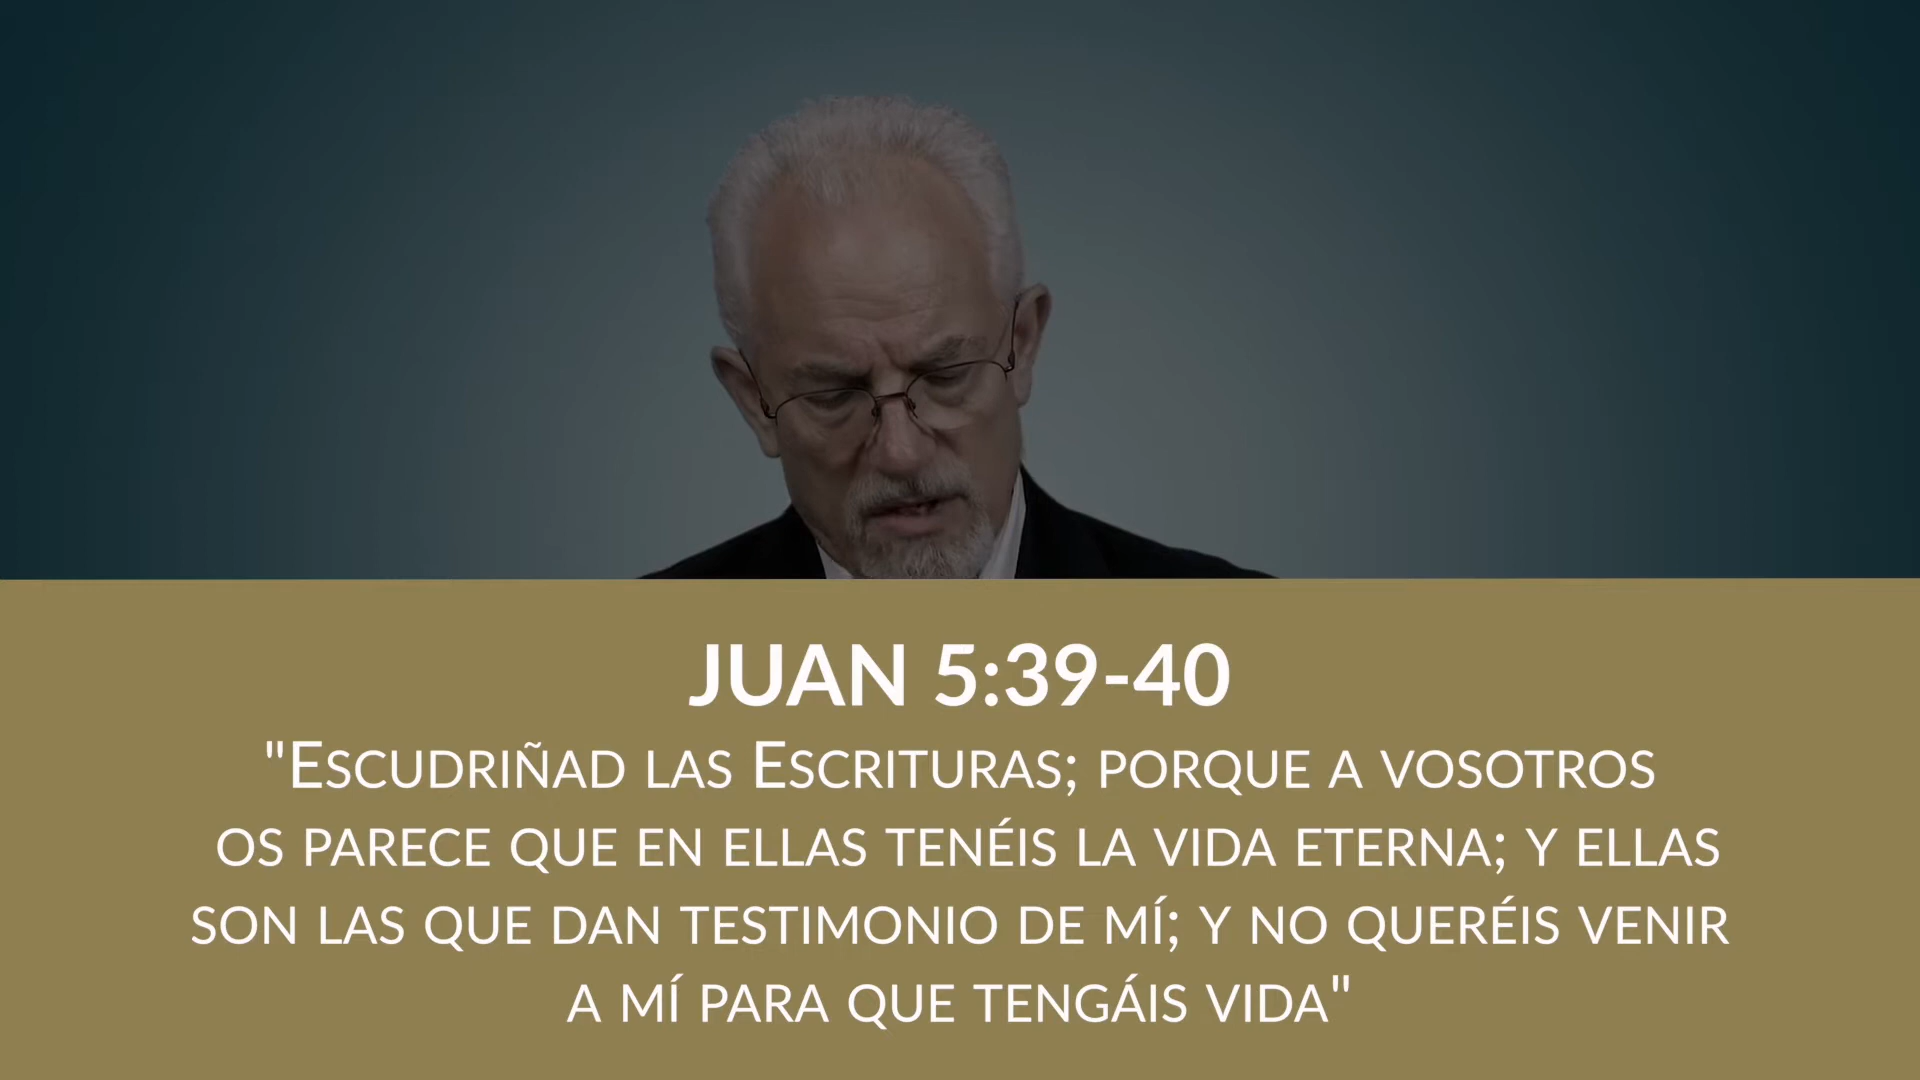 JUAN 5:39-40
"Escudriñad las Escrituras; porque a vosotros
os parece que en ellas tenéis la vida eterna; y ellas
son las que dan testimonio de mí; y no queréis venir
a mí para que tengáis vida"